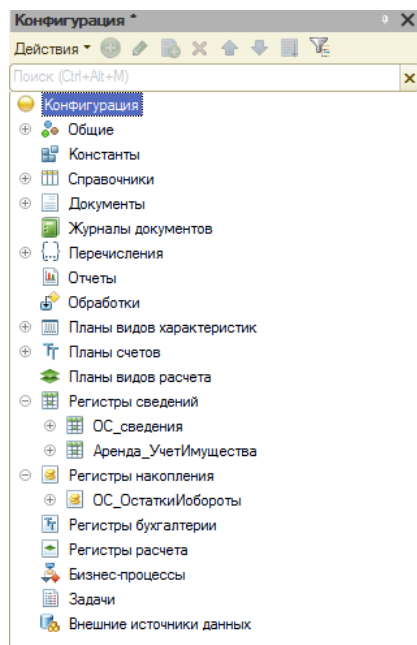 Конфигурация *
Действия
Поиск (Ctrl+Alt+M)
Конфигурация
Общие
Константы
Справочники
Документы
Журналы документов
Перечисления
Отчеты
Обработки
Планы видов характеристик
Планы счетов
Планы видов расчета
Регистры сведений
ОС_сведения
Аренда_УчетИмущества
Регистры накопления
ОС_ОстаткиИобороты
Регистры бухгалтерии
Регистры расчета
Бизнес-процессы
Задачи
Внешние источники данных